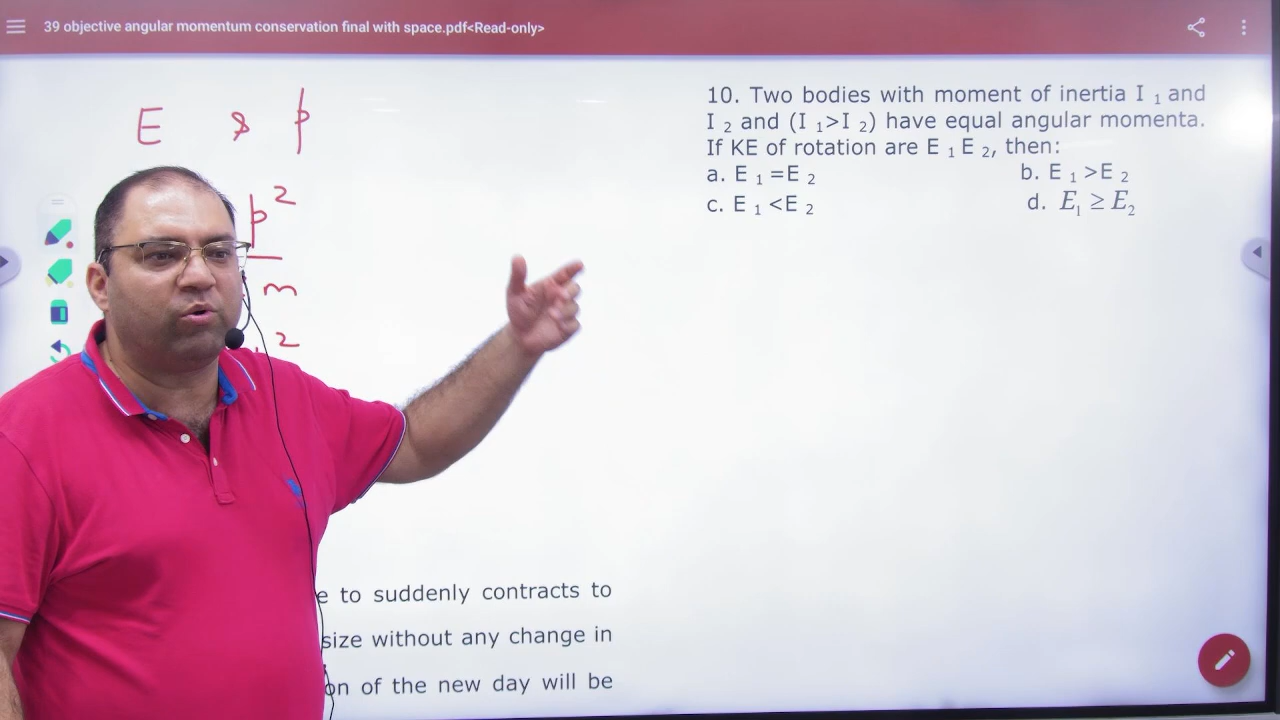 39 objective angular momentum conservation final with space.pdf<Read-only>
E & p
p²
m
2
e to suddenly contracts to
size without any change in
on of the new day will be
10. Two bodies with moment of inertia I ₁ and
I ₂ and (I ₁>I ₂) have equal angular momenta.
If KE of rotation are E ₁ E ₂, then:
a. E ₁ =E ₂ b. E ₁ >E ₂
c. E ₁ <E ₂ d. E₁ ≥ E₂